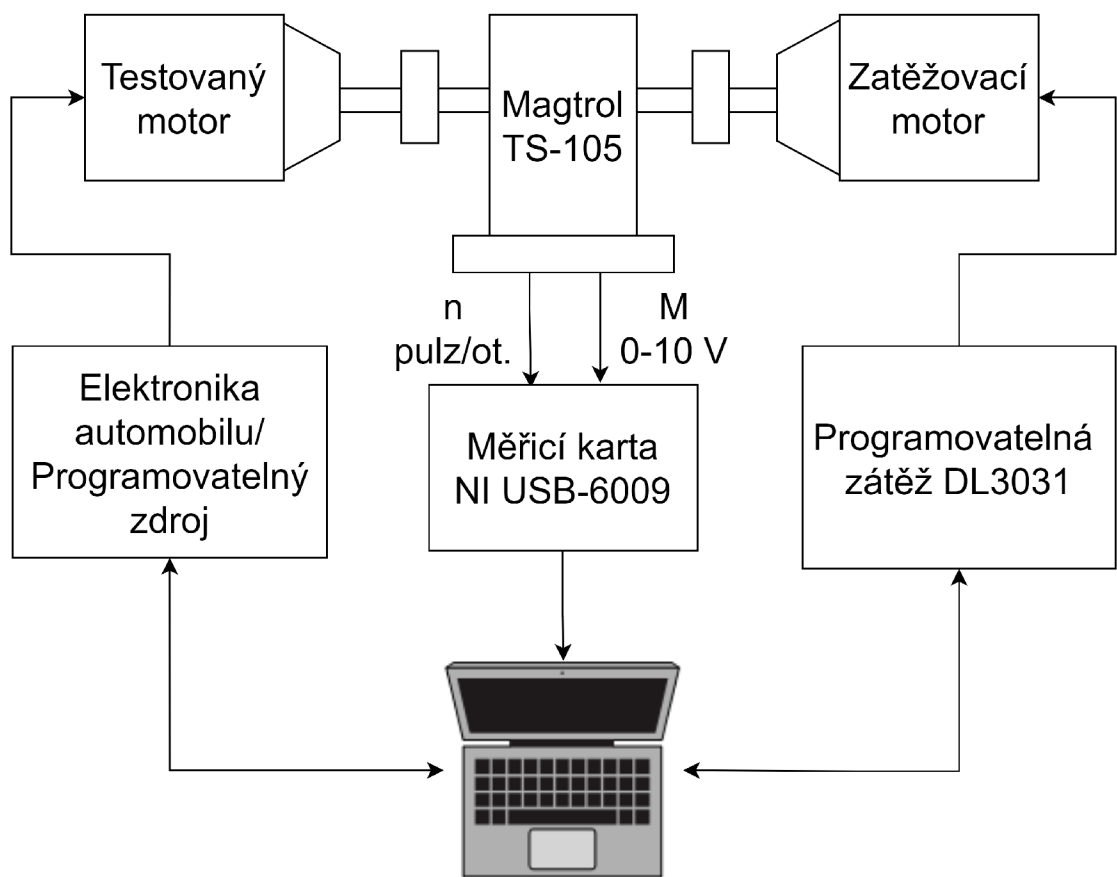 Testovaný
motor
Magtrol
TS-105
Zatěžovací
motor
n
pulz/ot.
M
0-10 V
Elektronika
automobilu/
Programovatelný
zdroj
Měřicí karta
NI USB-6009
Programovatelná
zátěž DL3031